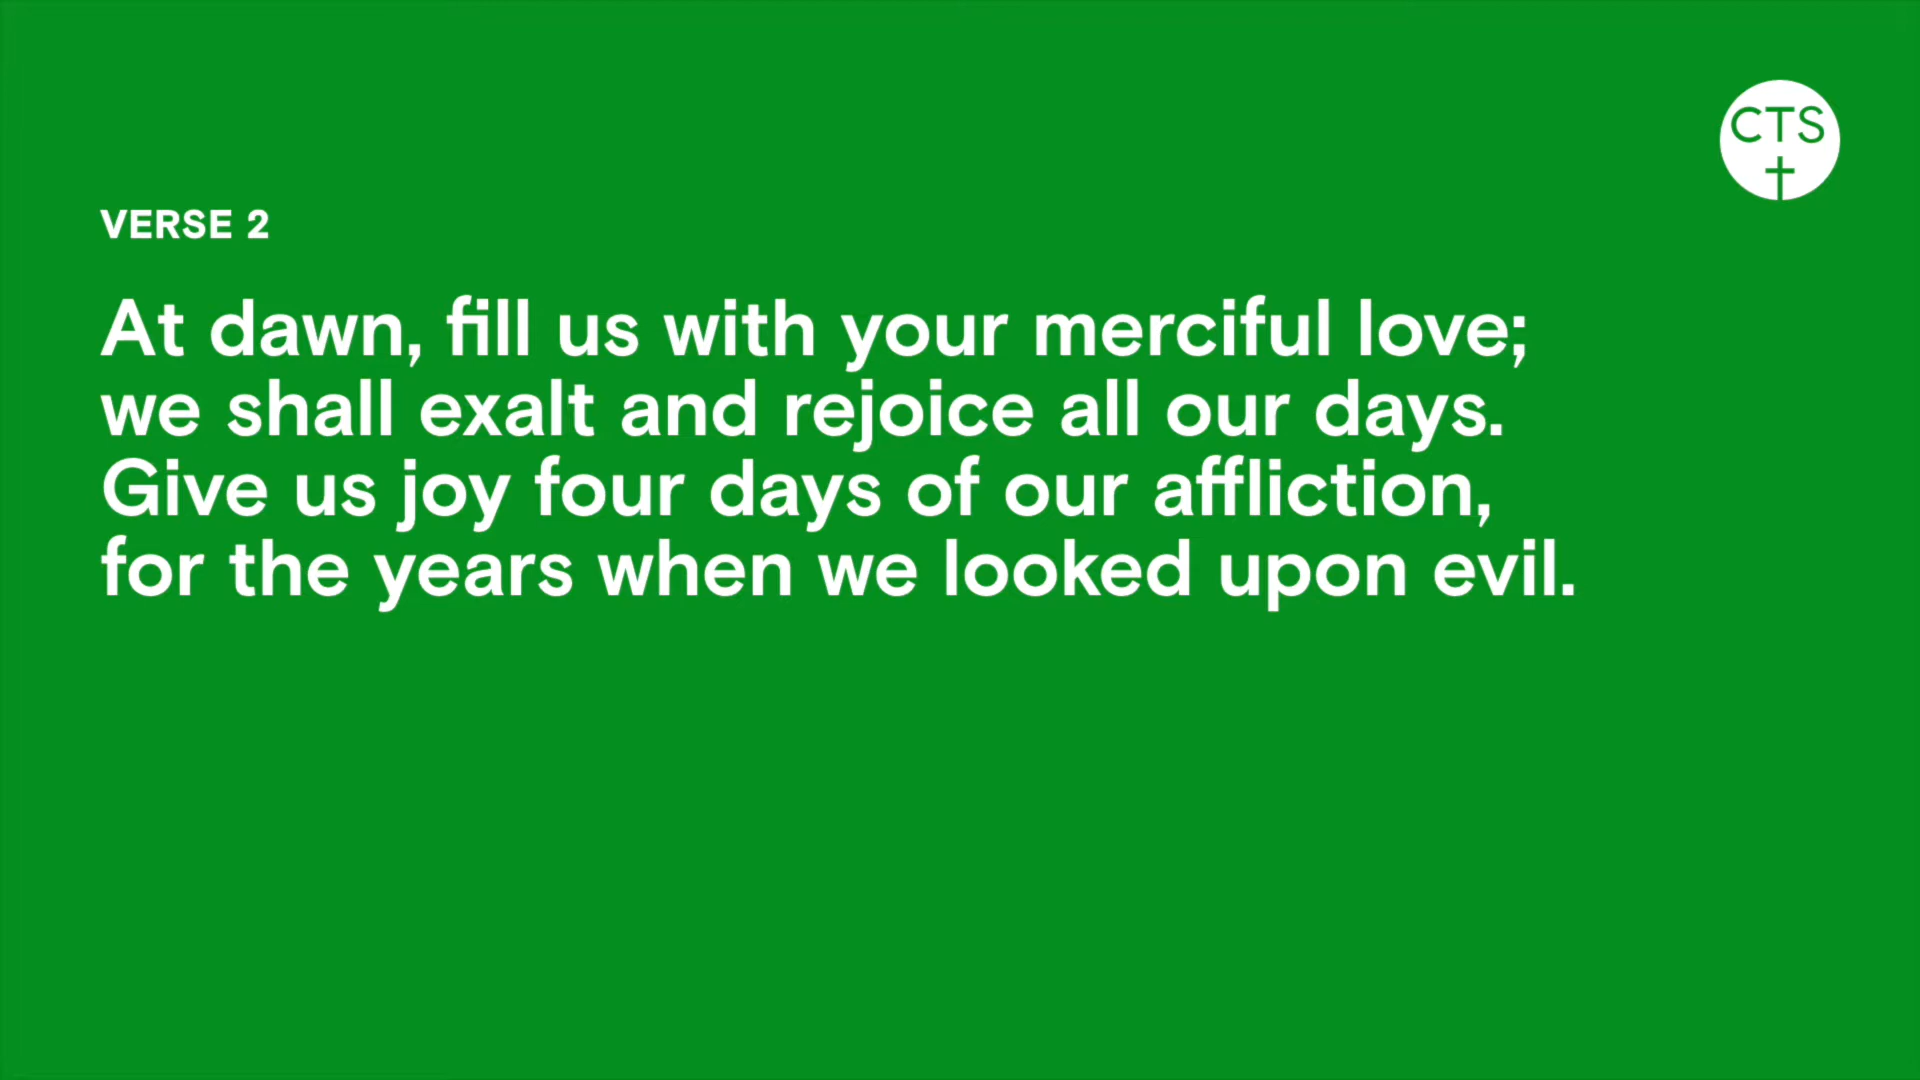 CTS
VERSE 2
At dawn, fill us with your merciful love;
we shall exalt and rejoice all our days.
Give us joy four days of our affliction,
for the years when we looked upon evil.